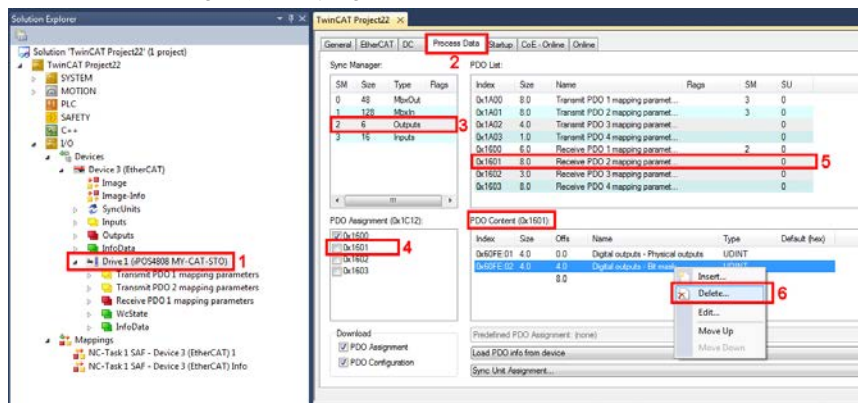 Solution Explorer
Solution 'TwinCAT Project22' (1 project)
TwinCAT Project22
SYSTEM
MOTION
PLC
SAFETY
C++
I/O
Devices
Device 3 (EtherCAT)
Image
Image-Info
SyncUnits
Inputs
Outputs
InfoData
Drive 1 (iPOS4808 MY-CAT-STO) 1
Transmit PDO 1 mapping parameters
Transmit PDO 2 mapping parameters
Receive PDO 1 mapping parameters
WcState
InfoData
Mappings
NC-Task 1 SAF - Device 3 (EtherCAT) 1
NC-Task 1 SAF - Device 3 (EtherCAT) Info
TwinCAT Project22
General EtherCAT DC Process Data Startup CoE - Online Online
2
Sync Manager:
SM Size Type Flags
0 48 MbxOut
1 128 MbxIn
2 6 Outputs 3
3 16 Inputs
PDO List:
Index Size Name Flags SM SU
0x1A00 8.0 Transmit PDO 1 mapping paramet... 3 0
0x1A01 8.0 Transmit PDO 2 mapping paramet... 3 0
0x1A02 4.0 Transmit PDO 3 mapping paramet... 0
0x1A03 1.0 Transmit PDO 4 mapping paramet... 0
0x1600 6.0 Receive PDO 1 mapping paramet... 2 0
0x1601 8.0 Receive PDO 2 mapping paramet... 0 5
0x1602 3.0 Receive PDO 3 mapping paramet... 0
0x1603 8.0 Receive PDO 4 mapping paramet... 0
PDO Assignment (0x1C12):
0x1600
0x1601 4
0x1602
0x1603
PDO Content (0x1601):
Index Size Offs Name Type Default (hex)
0x60FE:01 4.0 0.0 Digital outputs - Physical outputs UDINT
0x60FE:02 4.0 4.0 Digital outputs - Bit mask UDINT
8.0
Insert...
Delete... 6
Edit...
Move Up
Move Down
Download
PDO Assignment
PDO Configuration
Predefined PDO Assignment: (none)
Load PDO info from device
Sync Unit Assignment...